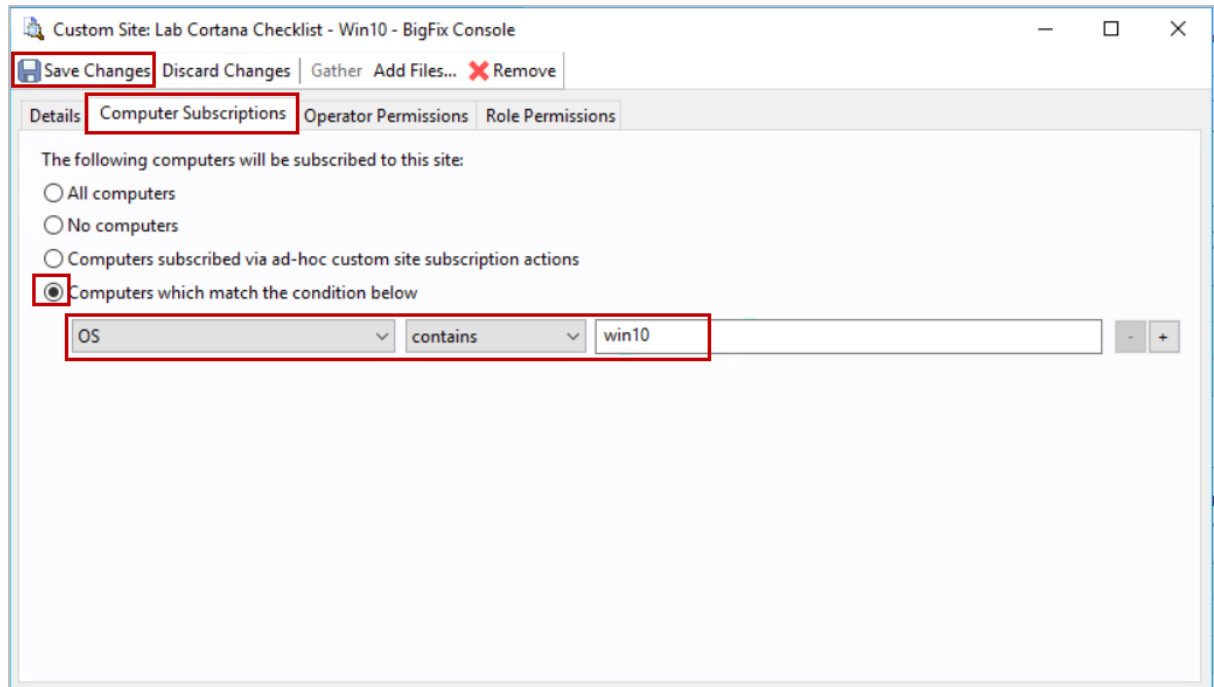 Custom Site: Lab Cortana Checklist - Win10 - BigFix Console
Save Changes Discard Changes Gather Add Files... Remove
Details Computer Subscriptions Operator Permissions Role Permissions
The following computers will be subscribed to this site:
All computers
No computers
Computers subscribed via ad-hoc custom site subscription actions
Computers which match the condition below
OS contains win10 - +